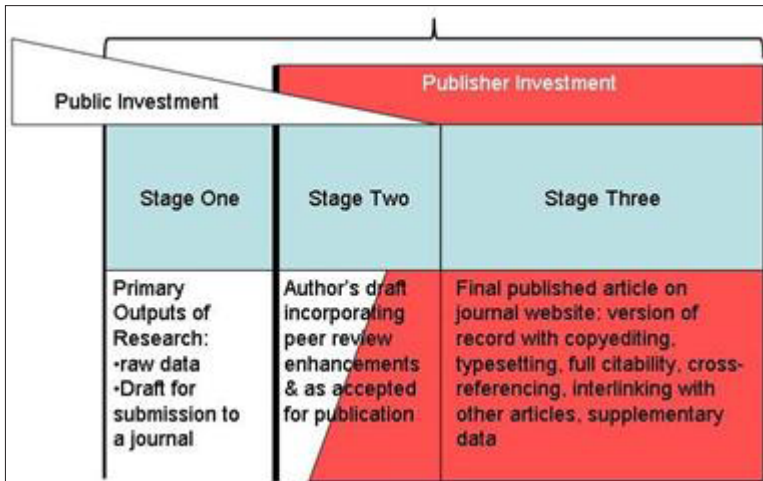 Publisher Investment
Public Investment
Stage One
Stage Two
Stage Three
Primary
Outputs of
Research:
•raw data
•Draft for
submission to
a journal
Author's draft
incorporating
peer review
enhancements
& as accepted
for publication
Final published article on
journal website: version of
record with copyediting,
typesetting, full citability, cross-
referencing, interlinking with
other articles, supplementary
data